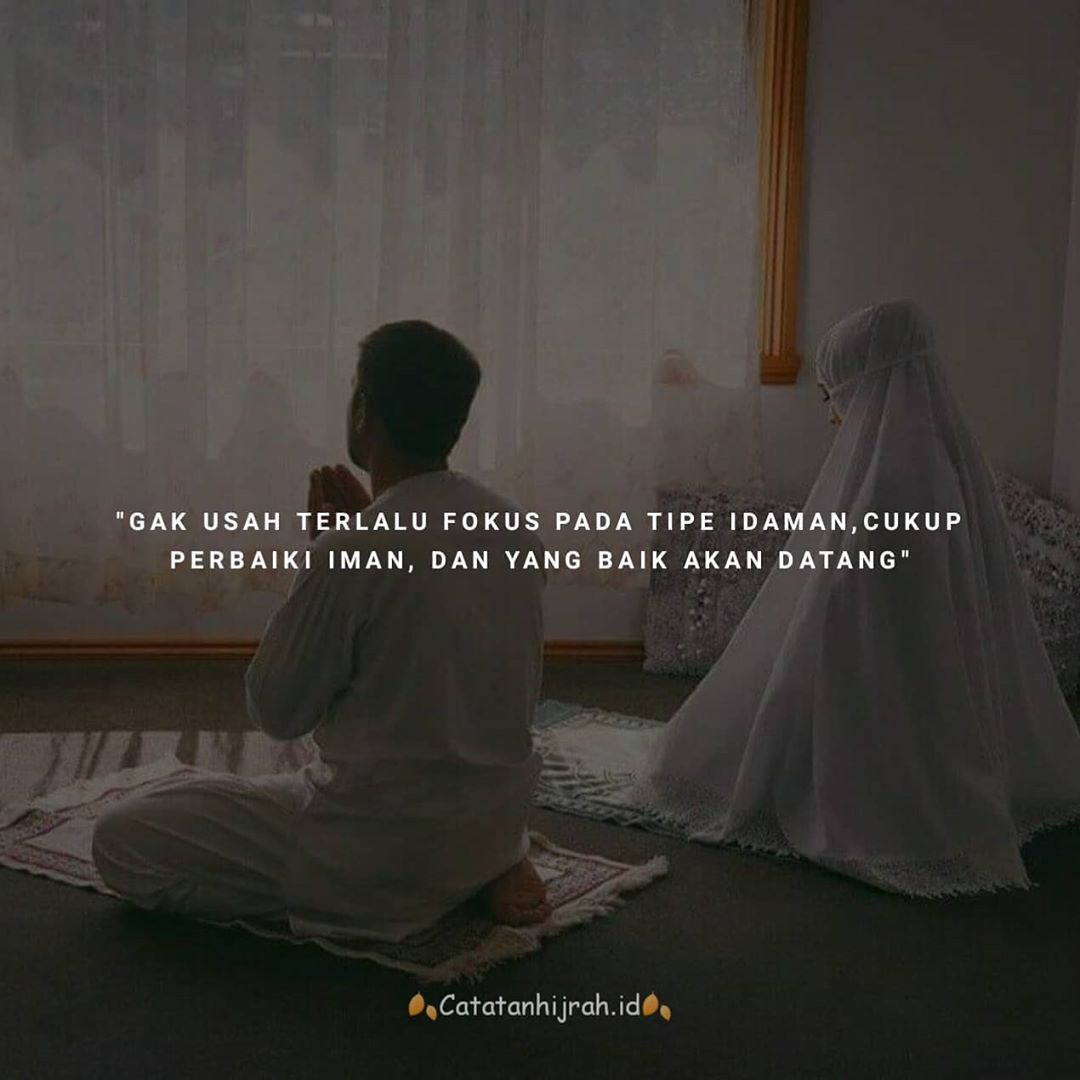 "GAK USAH TERLALU FOKUS PADA TIPE IDAMAN,CUKUP
PERBAIKI IMAN, DAN YANG BAIK AKAN DATANG"
Catatanhijrah.id